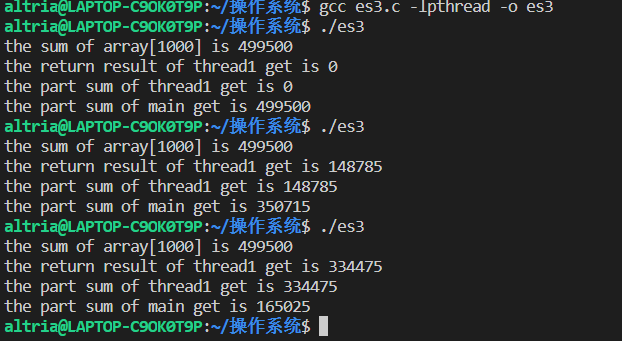 altria@LAPTOP-C9OK0T9P:~/操作系统$ gcc es3.c -lpthread -o es3
altria@LAPTOP-C9OK0T9P:~/操作系统$ ./es3
the sum of array[1000] is 499500
the return result of thread1 get is 0
the part sum of thread1 get is 0
the part sum of main get is 499500
altria@LAPTOP-C9OK0T9P:~/操作系统$ ./es3
the sum of array[1000] is 499500
the return result of thread1 get is 148785
the part sum of thread1 get is 148785
the part sum of main get is 350715
altria@LAPTOP-C9OK0T9P:~/操作系统$ ./es3
the sum of array[1000] is 499500
the return result of thread1 get is 334475
the part sum of thread1 get is 334475
the part sum of main get is 165025
altria@LAPTOP-C9OK0T9P:~/操作系统$